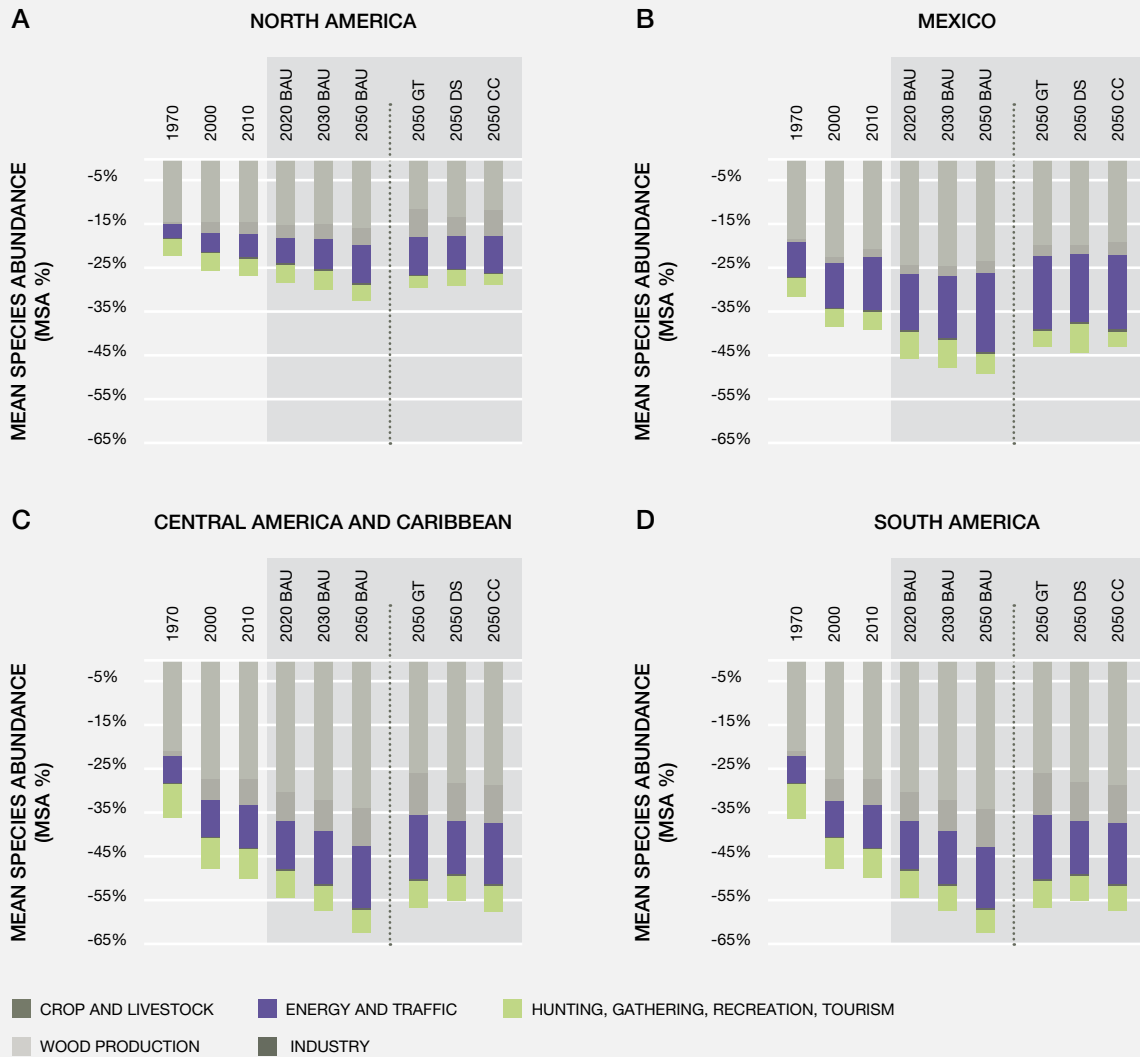 A
NORTH AMERICA
1970
2000
2010
2020 BAU
2030 BAU
2050 BAU
2050 GT
2050 DS
2050 CC
MEAN SPECIES ABUNDANCE
(MSA %)
-5%
-15%
-25%
-35%
-45%
-55%
-65%
B
MEXICO
1970
2000
2010
2020 BAU
2030 BAU
2050 BAU
2050 GT
2050 DS
2050 CC
MEAN SPECIES ABUNDANCE
(MSA %)
-5%
-15%
-25%
-35%
-45%
-55%
-65%
C
CENTRAL AMERICA AND CARIBBEAN
1970
2000
2010
2020 BAU
2030 BAU
2050 BAU
2050 GT
2050 DS
2050 CC
MEAN SPECIES ABUNDANCE
(MSA %)
-5%
-15%
-25%
-35%
-45%
-55%
-65%
D
SOUTH AMERICA
1970
2000
2010
2020 BAU
2030 BAU
2050 BAU
2050 GT
2050 DS
2050 CC
MEAN SPECIES ABUNDANCE
(MSA %)
-5%
-15%
-25%
-35%
-45%
-55%
-65%
CROP AND LIVESTOCK
ENERGY AND TRAFFIC
HUNTING, GATHERING, RECREATION, TOURISM
WOOD PRODUCTION
INDUSTRY